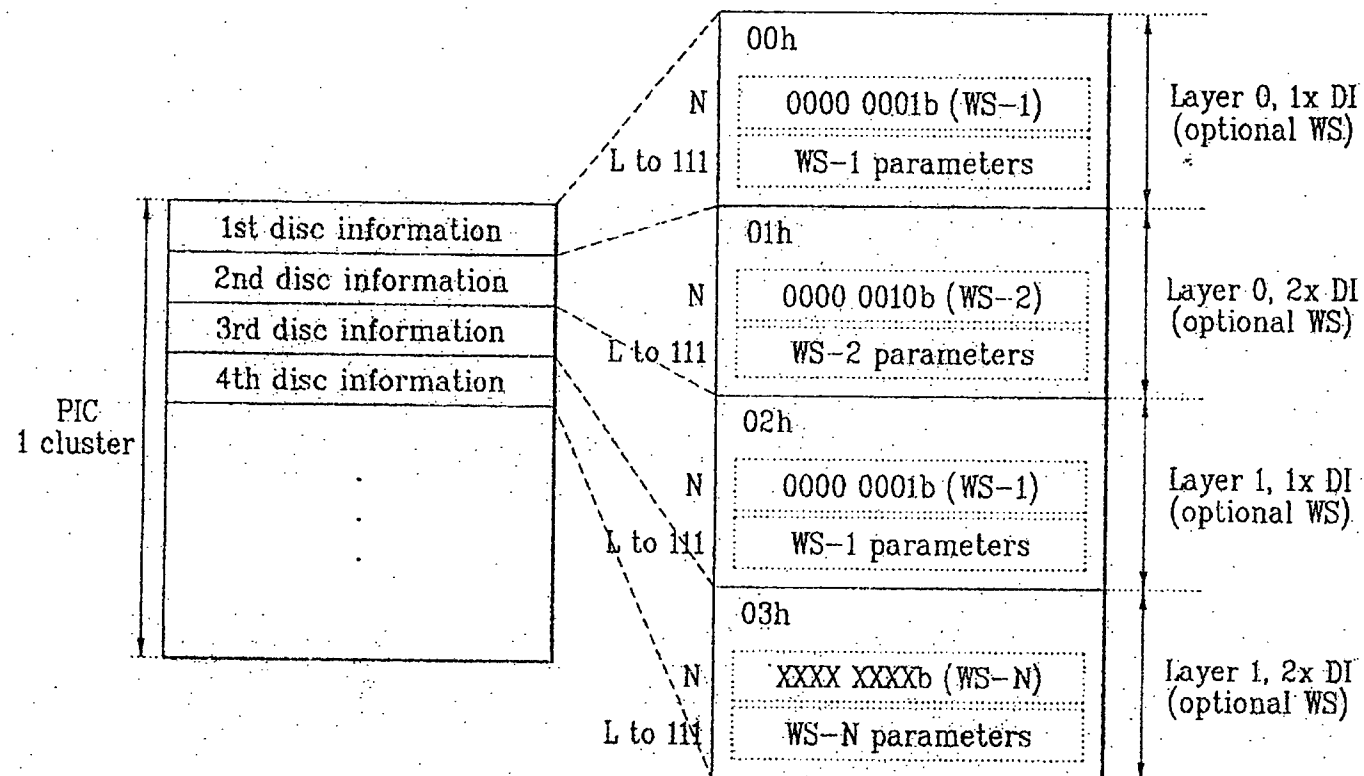 PIC
1 cluster
1st disc information
2nd disc information
3rd disc information
4th disc information
00h
N
0000 0001b (WS-1)
L to 111
WS-1 parameters
Layer 0, 1x DI
(optional WS)
01h
N
0000 0010b (WS-2)
L to 111
WS-2 parameters
Layer 0, 2x DI
(optional WS)
02h
N
0000 0001b (WS-1)
L to 111
WS-1 parameters
Layer 1, 1x DI
(optional WS)
03h
N
XXXX XXXXb (WS-N)
L to 111
WS-N parameters
Layer 1, 2x DI
(optional WS)